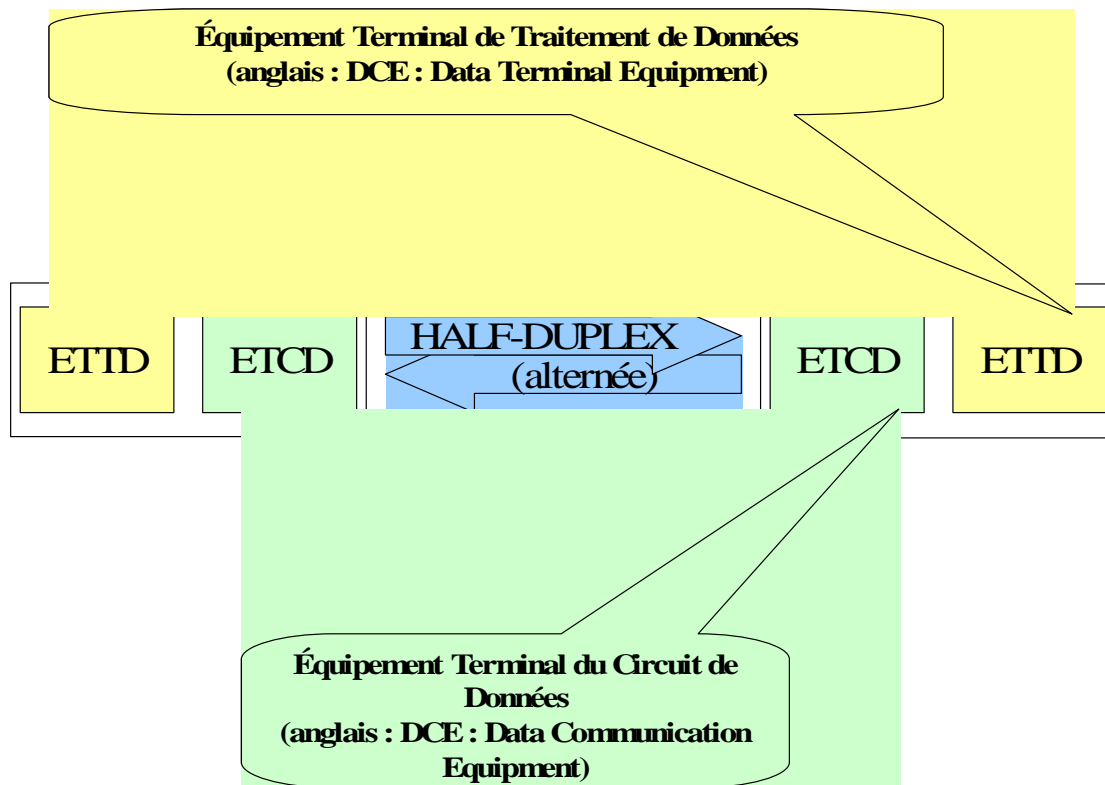 Équipement Terminal de Traitement de Données
(anglais : DCE : Data Terminal Equipment)
ETTD
ETCD
HALF-DUPLEX
(alternée)
ETCD
ETTD
Équipement Terminal du Circuit de
Données
(anglais : DCE : Data Communication
Equipment)